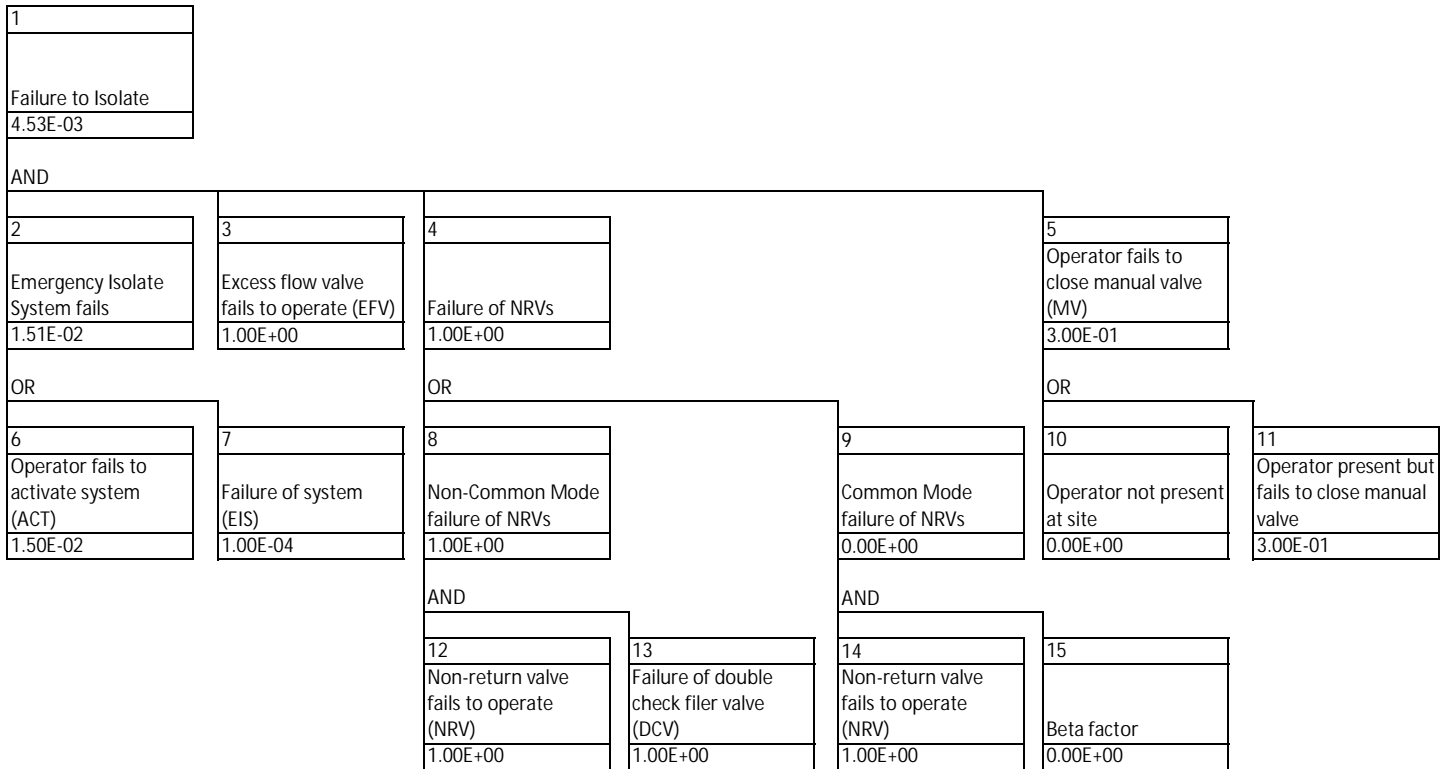 1
Failure to Isolate
4.53E-03
AND
2
Emergency Isolate
System fails
1.51E-02
3
Excess flow valve
fails to operate (EFV)
1.00E+00
4
Failure of NRVs
1.00E+00
5
Operator fails to
close manual valve
(MV)
3.00E-01
OR
OR
OR
6
Operator fails to
activate system
(ACT)
1.50E-02
7
Failure of system
(EIS)
1.00E-04
8
Non-Common Mode
failure of NRVs
1.00E+00
9
Common Mode
failure of NRVs
0.00E+00
10
Operator not present
at site
0.00E+00
11
Operator present but
fails to close manual
valve
3.00E-01
AND
AND
12
Non-return valve
fails to operate
(NRV)
1.00E+00
13
Failure of double
check filer valve
(DCV)
1.00E+00
14
Non-return valve
fails to operate
(NRV)
1.00E+00
15
Beta factor
0.00E+00